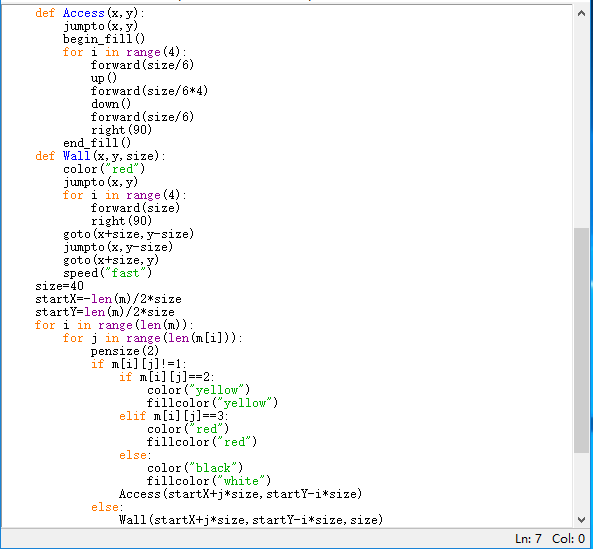 def Access(x,y):
    jumpto(x,y)
    begin_fill()
    for i in range(4):
        forward(size/6)
        up()
        forward(size/6*4)
        down()
        forward(size/6)
        right(90)
    end_fill()
def Wall(x,y,size):
    color("red")
    jumpto(x,y)
    for i in range(4):
        forward(size)
        right(90)
    goto(x+size,y-size)
    jumpto(x,y-size)
    goto(x+size,y)
    speed("fast")
size=40
startX=-len(m)/2*size
startY=len(m)/2*size
for i in range(len(m)):
    for j in range(len(m[i])):
        pensize(2)
        if m[i][j]!=1:
            if m[i][j]==2:
                color("yellow")
                fillcolor("yellow")
            elif m[i][j]==3:
                color("red")
                fillcolor("red")
            else:
                color("black")
                fillcolor("white")
            Access(startX+j*size,startY-i*size)
        else:
            Wall(startX+j*size,startY-i*size,size)
Ln: 7 Col: 0